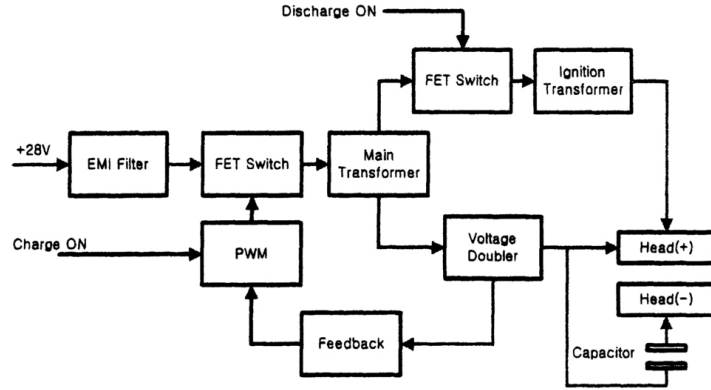 Discharge ON
FET Switch
Ignition
Transformer
+28V
EMI Filter
FET Switch
Main
Transformer
Charge ON
PWM
Voltage
Doubler
Head(+)
Head(-)
Feedback
Capacitor